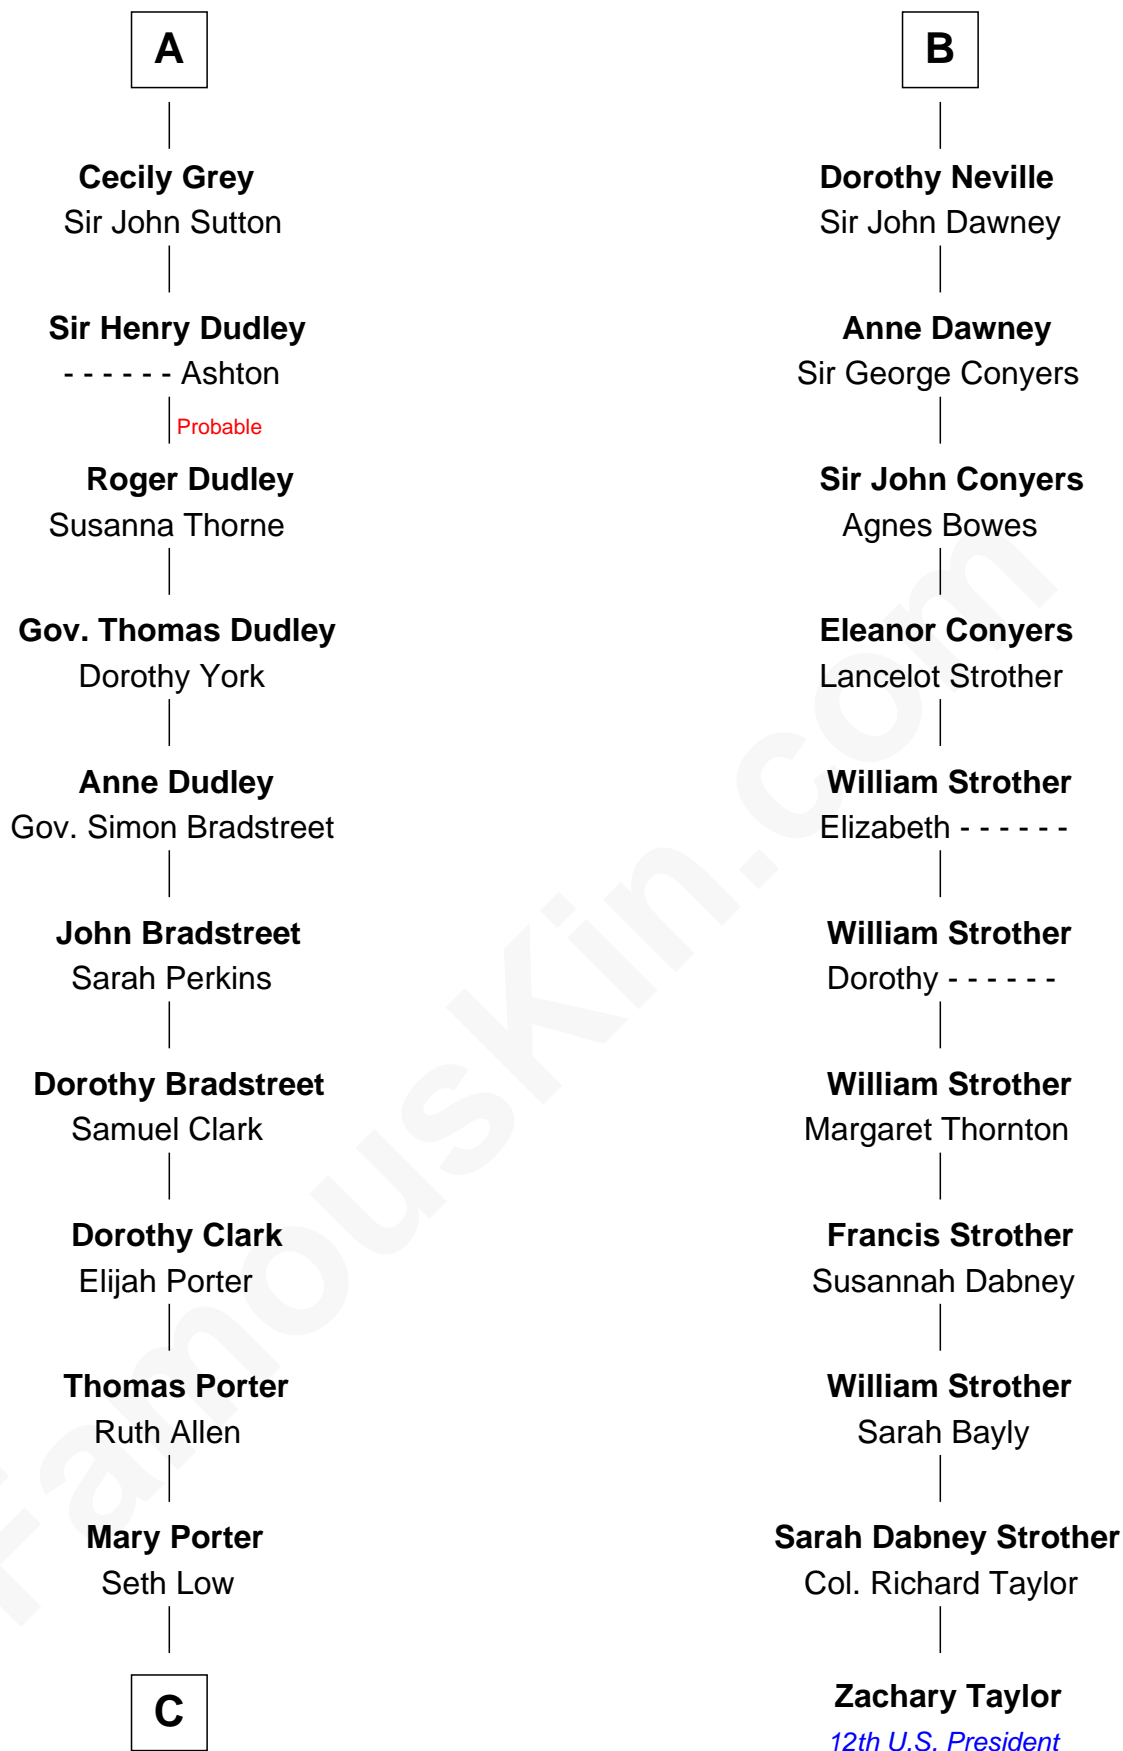 A
Cecily Grey
Sir John Sutton
Sir Henry Dudley
- - - - - - Ashton
Probable
Roger Dudley
Susanna Thorne
Gov. Thomas Dudley
Dorothy York
Anne Dudley
Gov. Simon Bradstreet
John Bradstreet
Sarah Perkins
Dorothy Bradstreet
Samuel Clark
Dorothy Clark
Elijah Porter
Thomas Porter
Ruth Allen
Mary Porter
Seth Low
C
B
Dorothy Neville
Sir John Dawney
Anne Dawney
Sir George Conyers
Sir John Conyers
Agnes Bowes
Eleanor Conyers
Lancelot Strother
William Strother
Elizabeth - - - - - -
William Strother
Dorothy - - - - - -
William Strother
Margaret Thornton
Francis Strother
Susannah Dabney
William Strother
Sarah Bayly
Sarah Dabney Strother
Col. Richard Taylor
Zachary Taylor
12th U.S. President
FamousKin.com